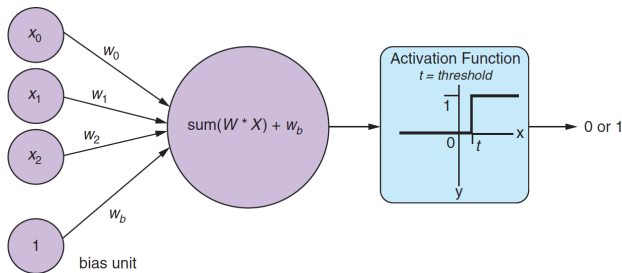 x0
w0
x1
w1
x2
w2
1
wb
bias unit
sum(W * X) + wb
Activation Function
t = threshold
1
0
t
x
y
0 or 1